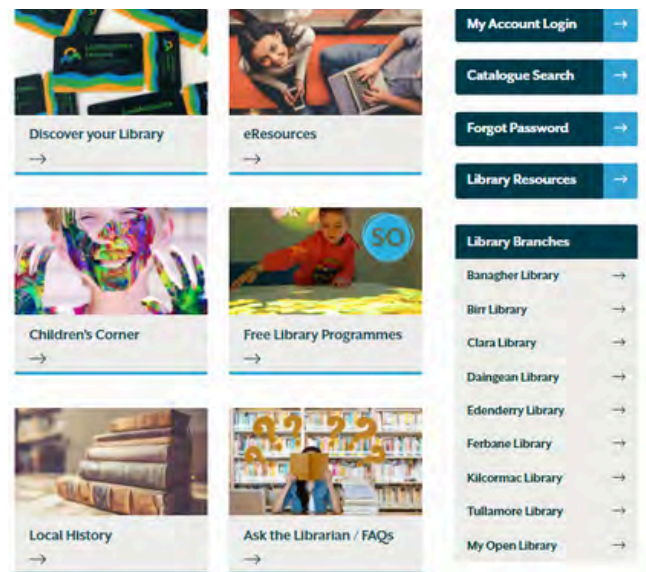 Discover your Library
→
eResources
→
Children's Corner
→
SO
Free Library Programmes
→
Local History
→
Ask the Librarian / FAQs
→
My Account Login →
Catalogue Search →
Forgot Password →
Library Resources →
Library Branches
Banagher Library →
Birr Library →
Clara Library →
Daingean Library →
Edenderry Library →
Ferbane Library →
Kilcormac Library →
Tullamore Library →
My Open Library →